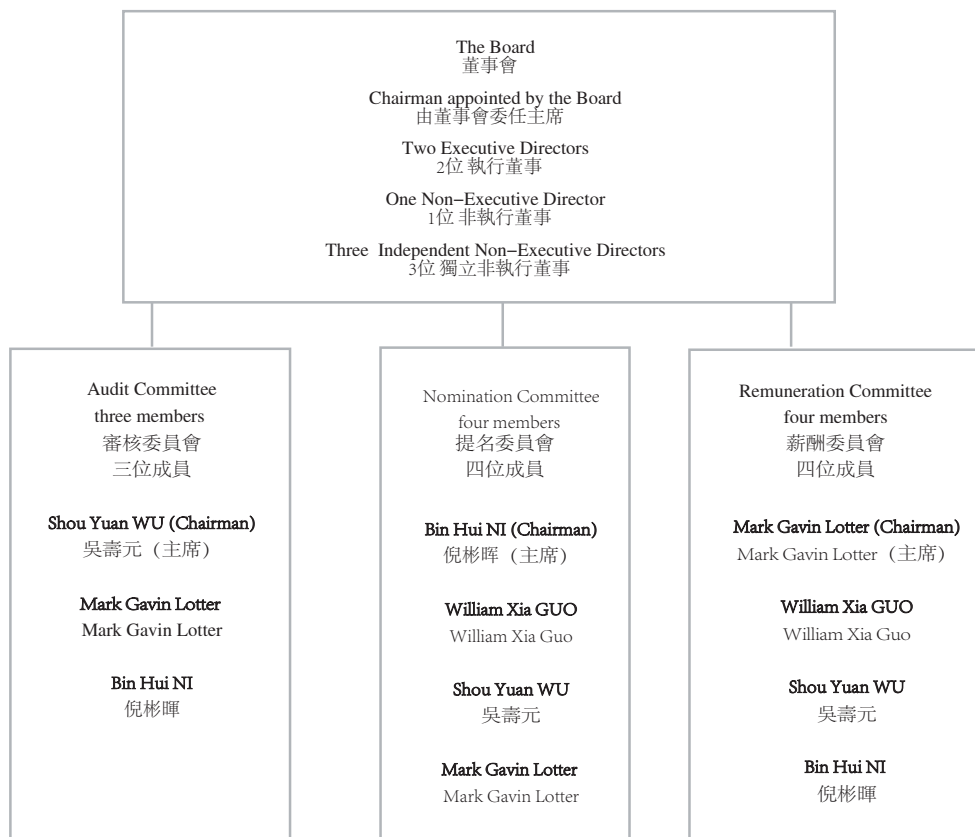 The Board
董事會
Chairman appointed by the Board
由董事會委任主席
Two Executive Directors
2位 執行董事
One Non−Executive Director
1位 非執行董事
Three Independent Non−Executive Directors
3位 獨立非執行董事
Audit Committee
three members
審核委員會
三位成員
Shou Yuan WU (Chairman)
吳壽元（主席）
Mark Gavin Lotter
Mark Gavin Lotter
Bin Hui NI
倪彬暉
Nomination Committee
four members
提名委員會
四位成員
Bin Hui NI (Chairman)
倪彬晖（主席）
William Xia GUO
William Xia Guo
Shou Yuan WU
吳壽元
Mark Gavin Lotter
Mark Gavin Lotter
Remuneration Committee
four members
薪酬委員會
四位成員
Mark Gavin Lotter (Chairman)
Mark Gavin Lotter（主席）
William Xia GUO
William Xia Guo
Shou Yuan WU
吳壽元
Bin Hui NI
倪彬暉